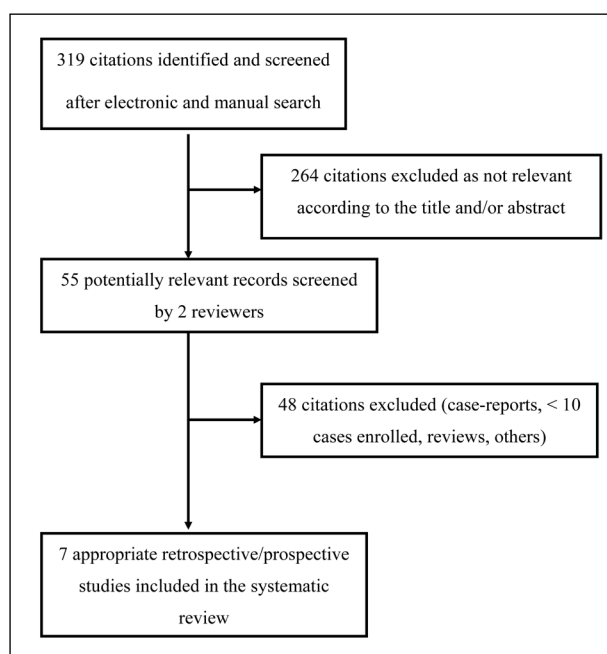 319 citations identified and screened
after electronic and manual search
264 citations excluded as not relevant
according to the title and/or abstract
55 potentially relevant records screened
by 2 reviewers
48 citations excluded (case-reports, < 10
cases enrolled, reviews, others)
7 appropriate retrospective/prospective
studies included in the systematic
review